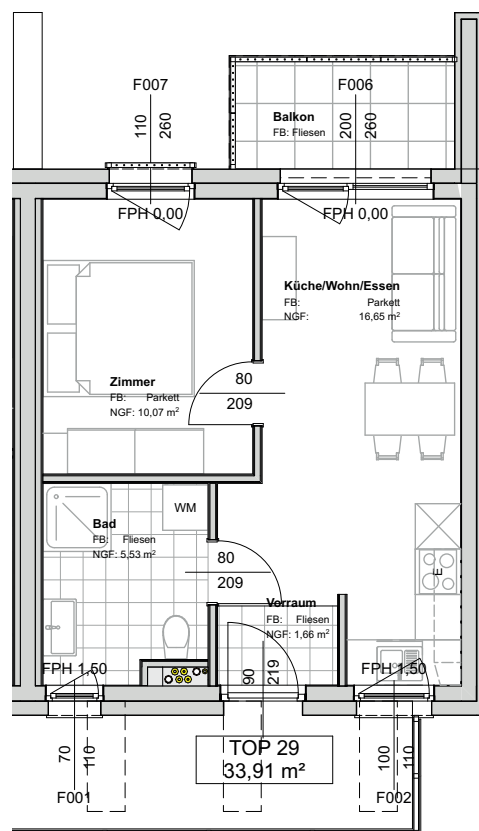 F007
F006
110
260
Balkon
FB: Fliesen
200
260
FPH 0,00
FPH 0,00
Küche/Wohn/Essen
FB: Parkett
NGF: 16,65 m²
Zimmer
FB: Parkett
NGF: 10,07 m²
80
209
WM
Bad
FB: Fliesen
NGF: 5,53 m²
80
209
E
Vorraum
FB: Fliesen
NGF: 1,66 m²
FPH 1,50
90
219
FPH 1,50
70
110
TOP 29
33,91 m²
100
110
F001
F002